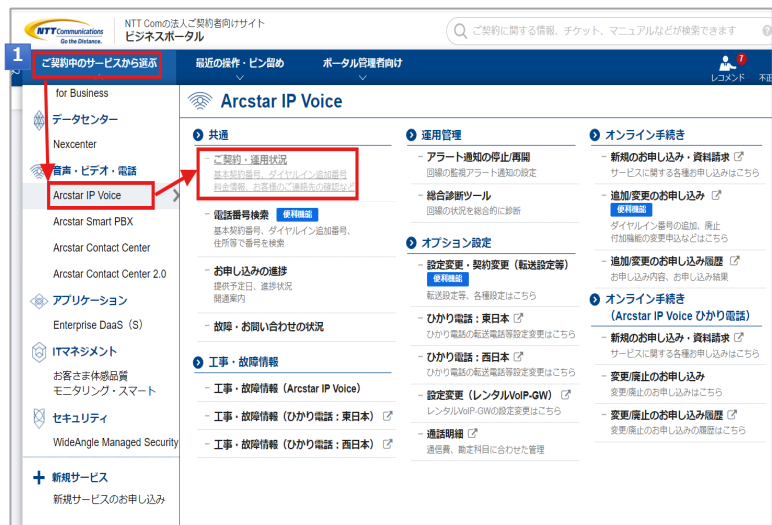 NTT Communications
Go the Distance.
NTT Comの法人ご契約者向けサイト
ビジネスポータル
ご契約に関する情報、チケット、マニュアルなどが検索できます
1
ご契約中のサービスから選ぶ
最近の操作・ピン留め
ポータル管理者向け
7
レコメンド
不正
for Business
データセンター
Nexcenter
音声・ビデオ・電話
Arcstar IP Voice
Arcstar Smart PBX
Arcstar Contact Center
Arcstar Contact Center 2.0
アプリケーション
Enterprise DaaS（S）
ITマネジメント
お客さま体感品質
モニタリング・スマート
セキュリティ
WideAngle Managed Security
新規サービス
新規サービスのお申し込み
Arcstar IP Voice
共通
ご契約・運用状況
基本契約番号、ダイヤルイン追加番号
料金情報、お客様のご連絡先の確認など
電話番号検索 便利機能
基本契約番号、ダイヤルイン追加番号、
住所等で番号を検索
お申し込みの進捗
提供予定日、進捗状況
開通案内
故障・お問い合わせの状況
工事・故障情報
工事・故障情報（Arcstar IP Voice）
工事・故障情報（ひかり電話：東日本）
工事・故障情報（ひかり電話：西日本）
運用管理
アラート通知の停止/再開
回線の監視アラート通知の設定
総合診断ツール
回線の状況を総合的に診断
オプション設定
設定変更・契約変更（転送設定等）
便利機能
転送設定等、各種設定はこちら
ひかり電話：東日本
ひかり電話の転送電話等設定変更はこちら
ひかり電話：西日本
ひかり電話の転送電話等設定変更はこちら
設定変更（レンタルVoIP-GW）
レンタルVoIP-GWの設定変更はこちら
通話明細
通信費、勘定科目に合わせた管理
オンライン手続き
新規のお申し込み・資料請求
サービスに関する各種お申し込みはこちら
追加/変更のお申し込み
便利機能
ダイヤルイン番号の追加、廃止
付加機能の変更申込などはこちら
追加/変更のお申し込み履歴
お申し込み内容、お申し込み結果
オンライン手続き
（Arcstar IP Voice ひかり電話）
新規のお申し込み・資料請求
サービスに関する各種お申し込みはこちら
変更/廃止のお申し込み
変更/廃止のお申し込みはこちら
変更/廃止のお申し込み履歴
変更/廃止のお申し込みの履歴はこちら